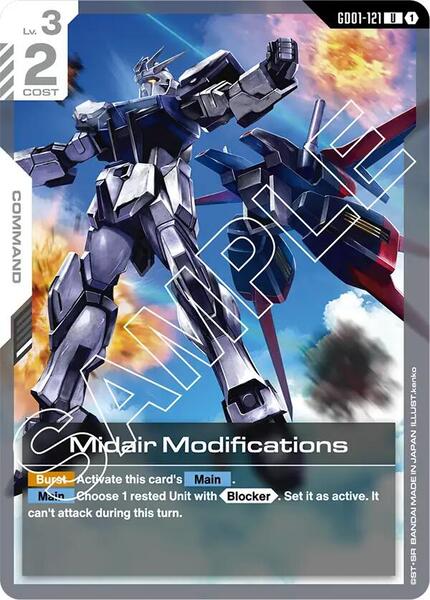 Lv. 3
2
COST
GD01-121 U 1
COMMAND
SAMPLE
Midair Modifications
Burst Activate this card's Main.
Main Choose 1 rested Unit with Blocker. Set it as active. It
can't attack during this turn.
©ST・SR BANDAI MADE IN JAPAN ILLUST.kenko